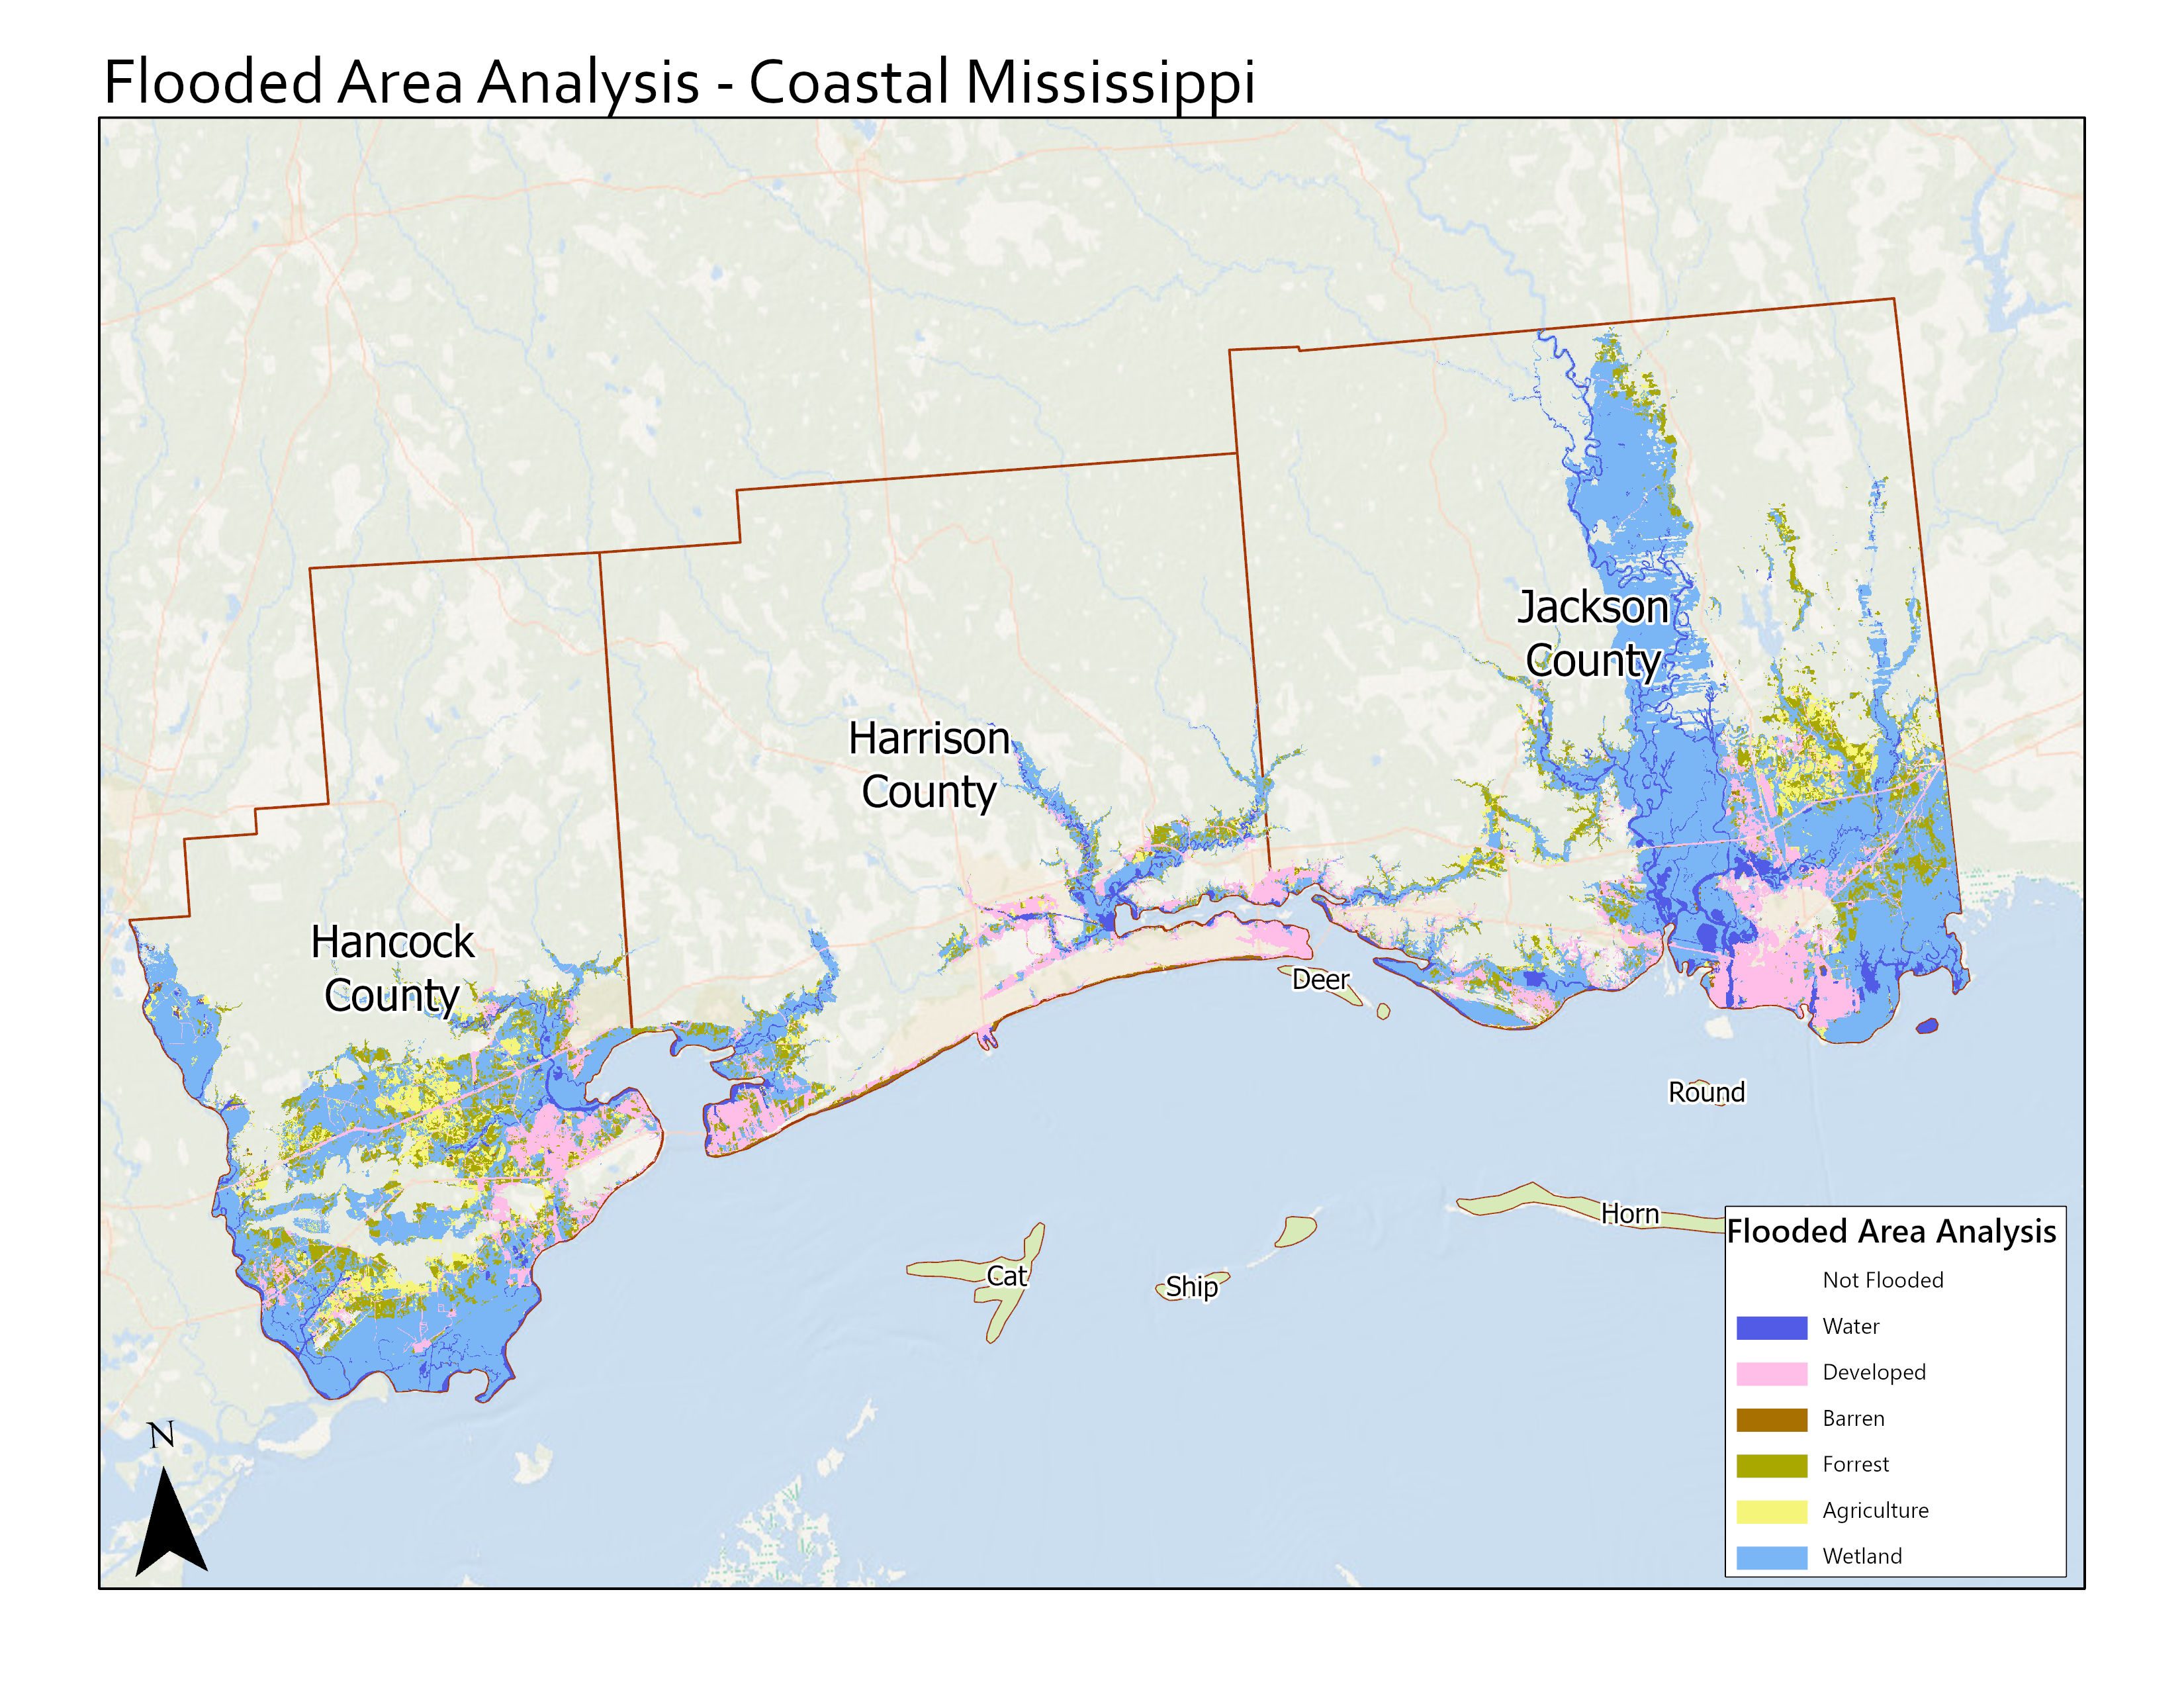 Flooded Area Analysis - Coastal Mississippi
Jackson
County
Harrison
County
Hancock
County
Deer
Round
Horn
Cat
Ship
Flooded Area Analysis
Not Flooded
Water
Developed
Barren
Forrest
Agriculture
Wetland
N